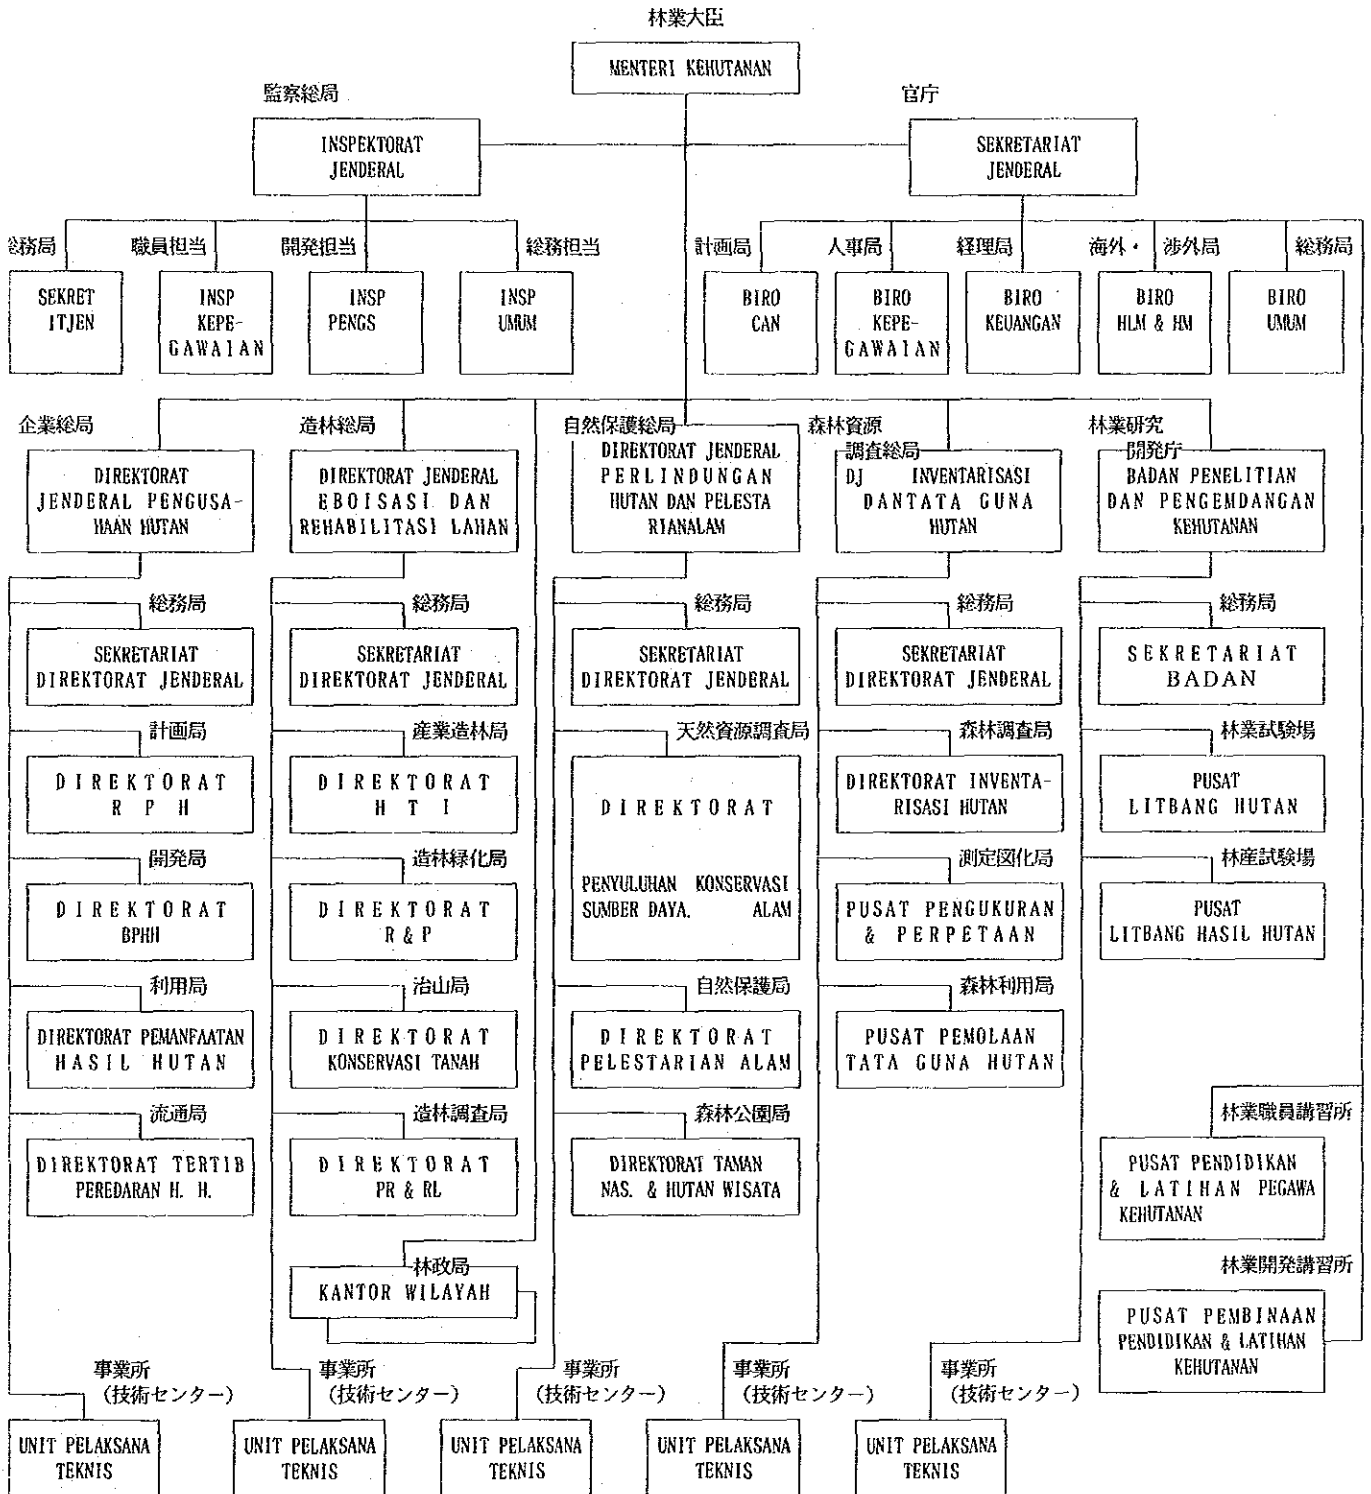 林業大臣
MENTERI KEHUTANAN
監察総局
官庁
INSPEKTORAT
JENDERAL
SEKRETARIAT
JENDERAL
総務局
職員担当
開発担当
総務担当
計画局
人事局
経理局
海外・渉外局
総務局
SEKRET
ITJEN
INSP
KEPE-
GAWAIAN
INSP
PENGS
INSP
UMUM
BIRO
CAN
BIRO
KEPE-
GAWAIAN
BIRO
KEUANGAN
BIRO
HLM & HM
BIRO
UMUM
企業総局
DIREKTORAT
JENDERAL PENGUSA-
HAAN HUTAN
造林総局
DIREKTORAT JENDERAL
EBOISASI DAN
REHABILITASI LAHAN
自然保護総局
DIREKTORAT JENDERAL
PERLINDUNGAN
HUTAN DAN PELESTA
RIANALAM
森林資源
調査総局
DJ INVENTARISASI
DANTATA GUNA
HUTAN
林業研究
開発庁
BADAN PENELITIAN
DAN PENGEMDANGAN
KEHUTANAN
総務局
SEKRETARIAT
DIREKTORAT JENDERAL
総務局
SEKRETARIAT
DIREKTORAT JENDERAL
総務局
SEKRETARIAT
DIREKTORAT JENDERAL
総務局
SEKRETARIAT
DIREKTORAT JENDERAL
総務局
SEKRETARIAT
BADAN
計画局
DIREKTORAT
R P H
産業造林局
DIREKTORAT
H T I
天然資源調査局
DIREKTORAT
PENYULUHAN KONSERVASI
SUMBER DAYA. ALAM
森林調査局
DIREKTORAT INVENTA-
RISASI HUTAN
林業試験場
PUSAT
LITBANG HUTAN
開発局
DIREKTORAT
BPHH
造林緑化局
DIREKTORAT
R & P
測定図化局
PUSAT PENGUKURAN
& PERPETAAN
林産試験場
PUSAT
LITBANG HASIL HUTAN
利用局
DIREKTORAT PEMANFAATAN
HASIL HUTAN
治山局
DIREKTORAT
KONSERVASI TANAH
自然保護局
DIREKTORAT
PELESTARIAN ALAM
森林利用局
PUSAT PEMOLAAN
TATA GUNA HUTAN
流通局
DIREKTORAT TERTIB
PEREDARAN H. H.
造林調査局
DIREKTORAT
PR & RL
森林公園局
DIREKTORAT TAMAN
NAS. & HUTAN WISATA
林業職員講習所
PUSAT PENDIDIKAN
& LATIHAN PEGAWA
KEHUTANAN
林政局
KANTOR WILAYAH
林業開発講習所
PUSAT PEMBINAAN
PENDIDIKAN & LATIHAN
KEHUTANAN
事業所
(技術センター)
UNIT PELAKSANA
TEKNIS
事業所
(技術センター)
UNIT PELAKSANA
TEKNIS
事業所
(技術センター)
UNIT PELAKSANA
TEKNIS
事業所
(技術センター)
UNIT PELAKSANA
TEKNIS
事業所
(技術センター)
UNIT PELAKSANA
TEKNIS